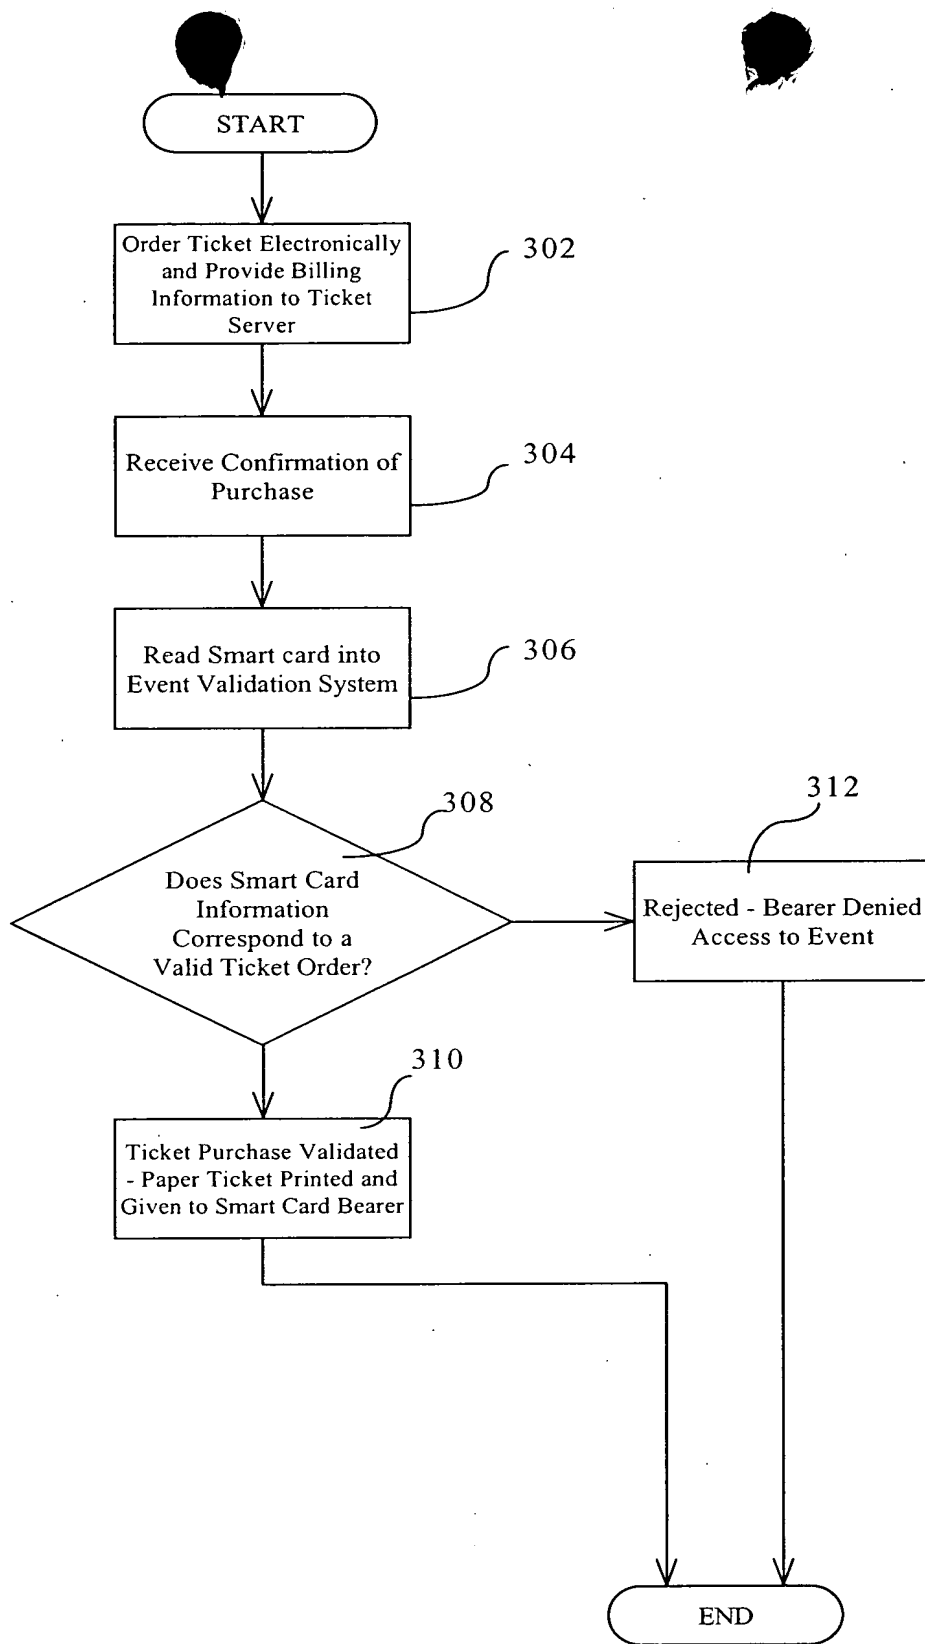 START
Order Ticket Electronically
and Provide Billing
Information to Ticket
Server
302
Receive Confirmation of
Purchase
304
Read Smart card into
Event Validation System
306
308
Does Smart Card
Information
Correspond to a
Valid Ticket Order?
312
Rejected - Bearer Denied
Access to Event
310
Ticket Purchase Validated
- Paper Ticket Printed and
Given to Smart Card Bearer
END